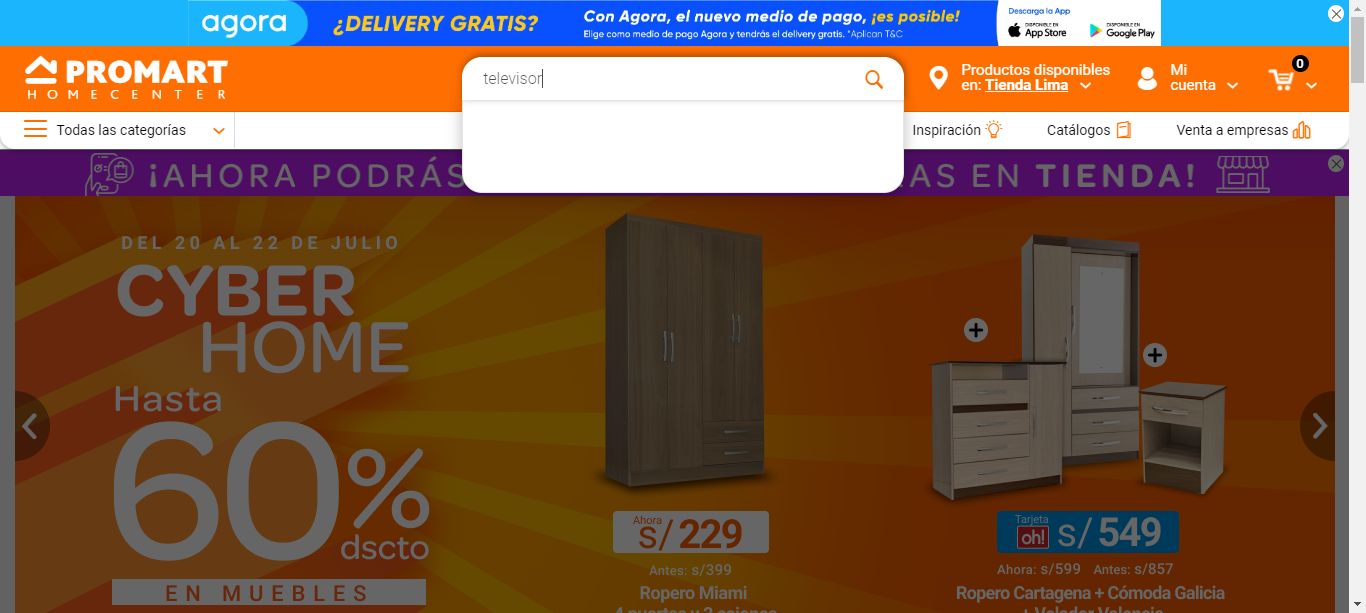 agora
¿DELIVERY GRATIS?
Con Agora, el nuevo medio de pago, ¡es posible!
Elige como medio de pago Agora y tendrás el delivery gratis. *Aplican T&C
Descarga la App
DISPONIBLE EN
App Store
DISPONIBLE EN
Google Play
PROMART
HOMECENTER
televisor
Productos disponibles
en: Tienda Lima
Mi
cuenta
0
Todas las categorías
Inspiración
Catálogos
Venta a empresas
¡AHORA PODRÁS
AS EN TIENDA!
DEL 20 AL 22 DE JULIO
CYBER
HOME
Hasta
60%
dscto
EN MUEBLES
Ahora
S/ 229
Antes: s/399
Ropero Miami
4 puertas y 2 cajones
Tarjeta
oh!
S/ 549
Ahora: s/599 Antes: s/857
Ropero Cartagena + Cómoda Galicia
+ Velador Valencia